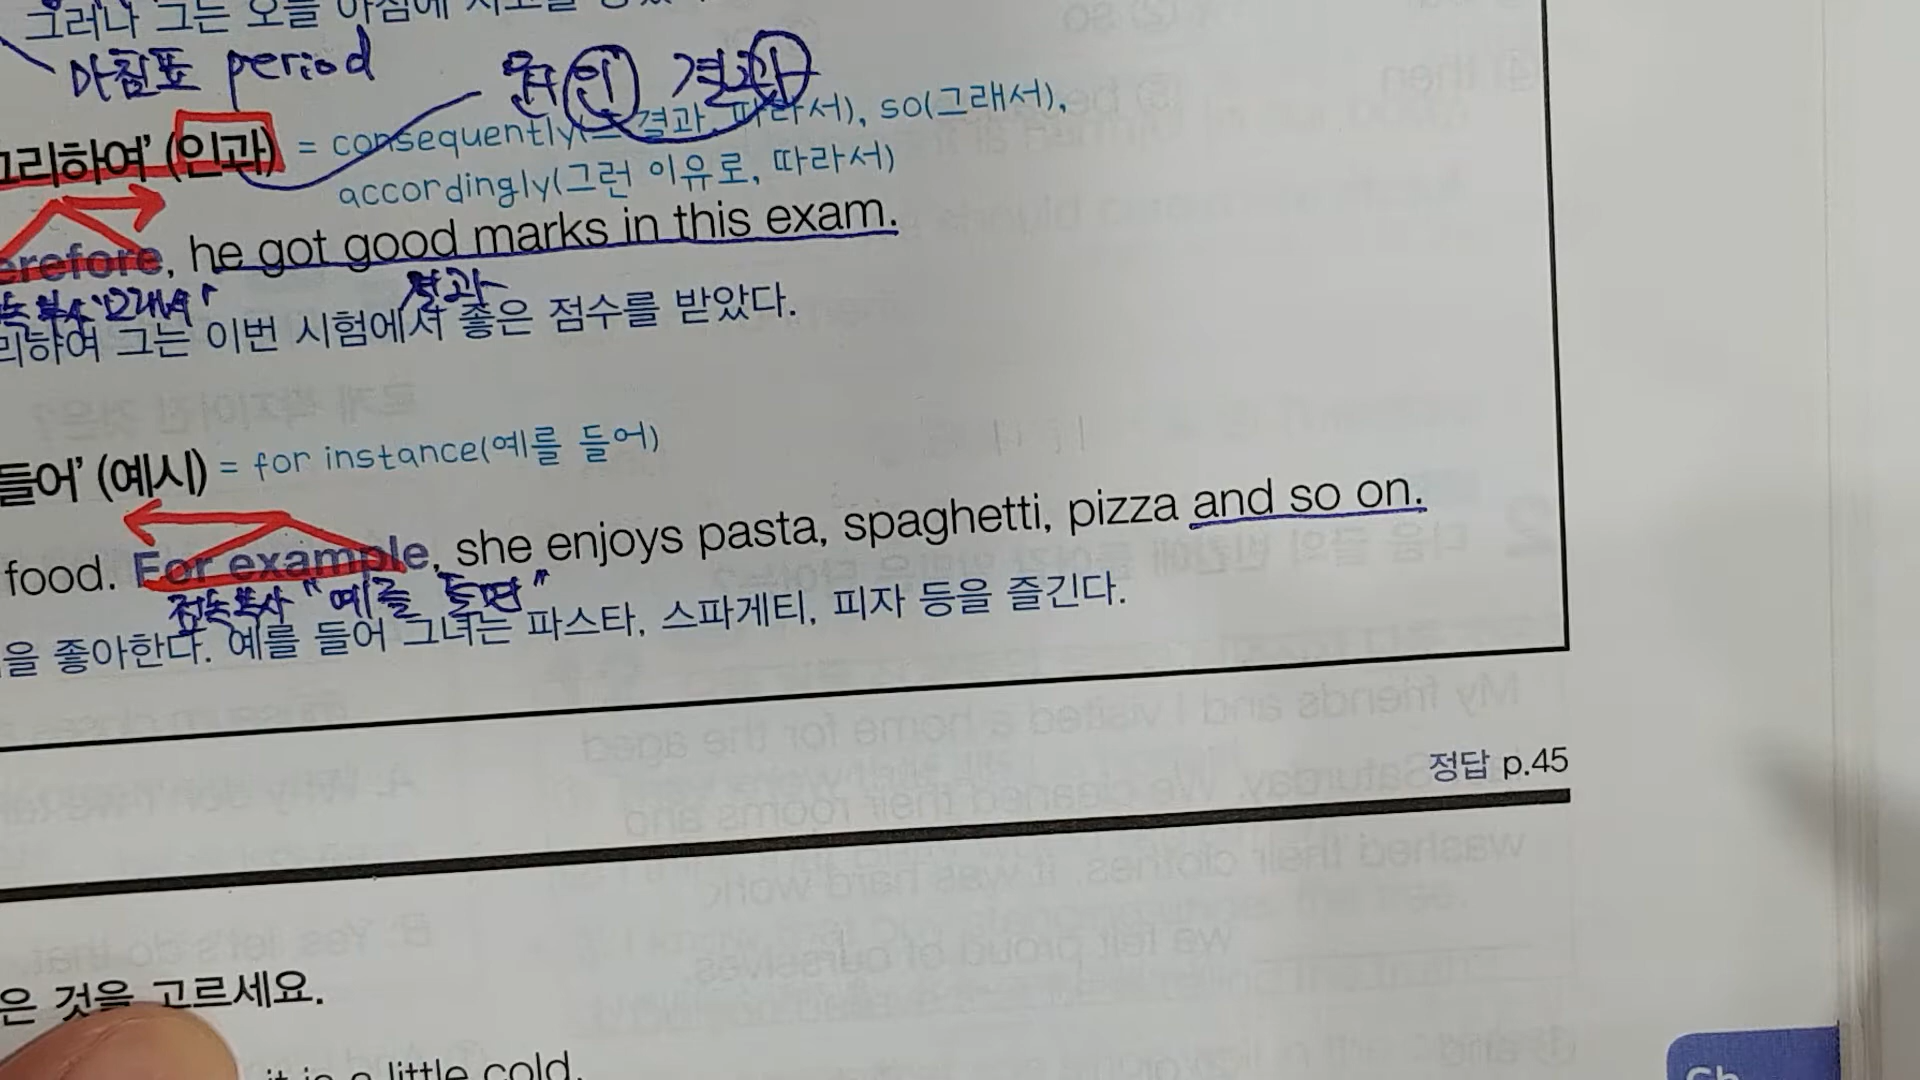 그러나 그는 오늘 아침에
마침표 period
원인 결과
그리하여' (인과) = consequently(= 결과, 따라서), so(그래서),
accordingly(그런 이유로, 따라서)
erefore, he got good marks in this exam.
접속부사 '그래서'
결과
리하여 그는 이번 시험에서 좋은 점수를 받았다.
들어' (예시) = for instance(예를 들어)
food. For example, she enjoys pasta, spaghetti, pizza and so on.
접속부사 "예를 들면"
을 좋아한다. 예를 들어 그녀는 파스타, 스파게티, 피자 등을 즐긴다.
정답 p.45
은 것을 고르세요.
it is a little cold.
Ch